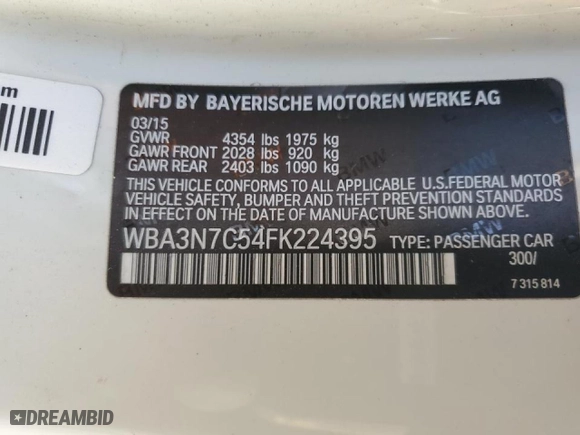 m
MFD BY BAYERISCHE MOTOREN WERKE AG
03/15
GVWR 4354 lbs 1975 kg
GAWR FRONT 2028 lbs 920 kg
GAWR REAR 2403 lbs 1090 kg
THIS VEHICLE CONFORMS TO ALL APPLICABLE U.S.FEDERAL MOTOR
VEHICLE SAFETY, BUMPER AND THEFT PREVENTION STANDARDS
IN EFFECT ON THE DATE OF MANUFACTURE SHOWN ABOVE.
WBA3N7C54FK224395 TYPE: PASSENGER CAR
300/
7 315 814
DREAMBID